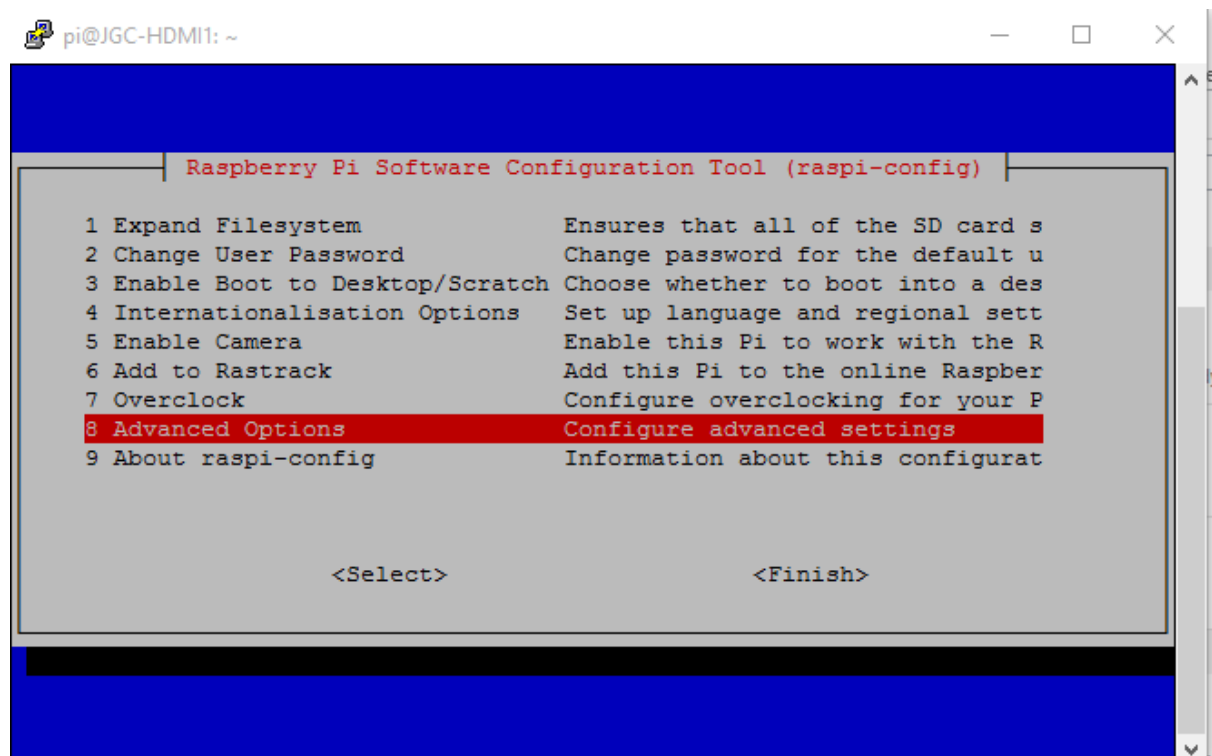 pi@JGC-HDMI1: ~
Raspberry Pi Software Configuration Tool (raspi-config)
1 Expand Filesystem Ensures that all of the SD card s
2 Change User Password Change password for the default u
3 Enable Boot to Desktop/Scratch Choose whether to boot into a des
4 Internationalisation Options Set up language and regional sett
5 Enable Camera Enable this Pi to work with the R
6 Add to Rastrack Add this Pi to the online Raspber
7 Overclock Configure overclocking for your P
8 Advanced Options Configure advanced settings
9 About raspi-config Information about this configurat
<Select> <Finish>